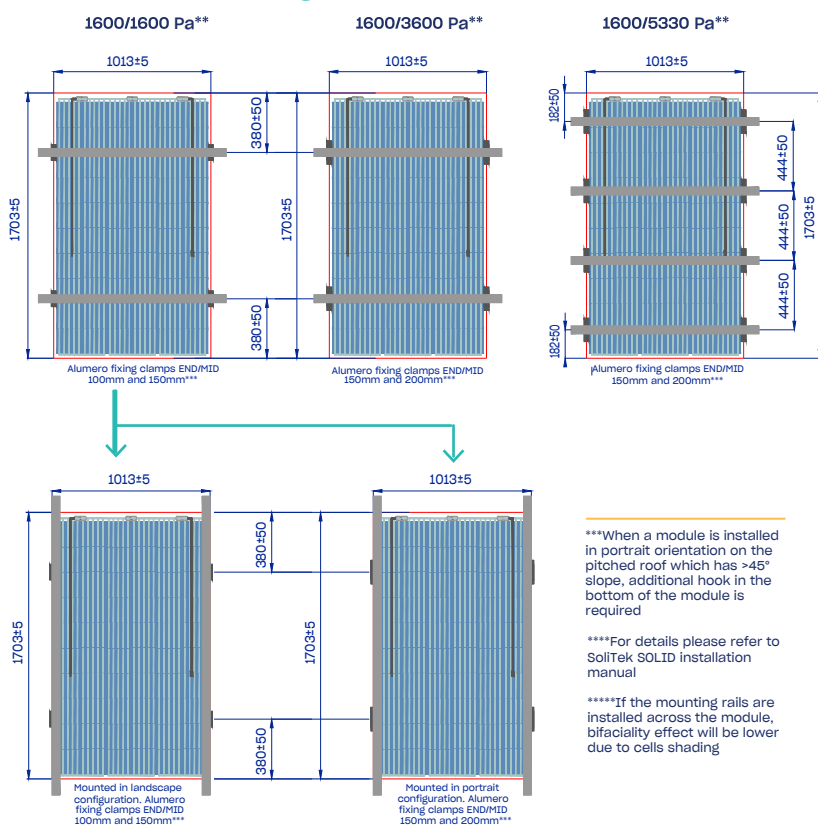 1600/1600 Pa**
1600/3600 Pa**
1600/5330 Pa**
1013±5
1013±5
1013±5
1703±5
380±50
380±50
1703±5
182±50
182±50
444±50
444±50
444±50
1703±5
Alumero fixing clamps END/MID
100mm and 150mm***
Alumero fixing clamps END/MID
150mm and 200mm***
Alumero fixing clamps END/MID
150mm and 200mm***
1013±5
1013±5
1703±5
380±50
380±50
1703±5
Mounted in landscape
configuration. Alumero
fixing clamps END/MID
100mm and 150mm***
Mounted in portrait
configuration. Alumero
fixing clamps END/MID
150mm and 200mm***
***When a module is installed
in portrait orientation on the
pitched roof which has >45°
slope, additional hook in the
bottom of the module is
required
****For details please refer to
SoliTek SOLID installation
manual
*****If the mounting rails are
installed across the module,
bifaciality effect will be lower
due to cells shading